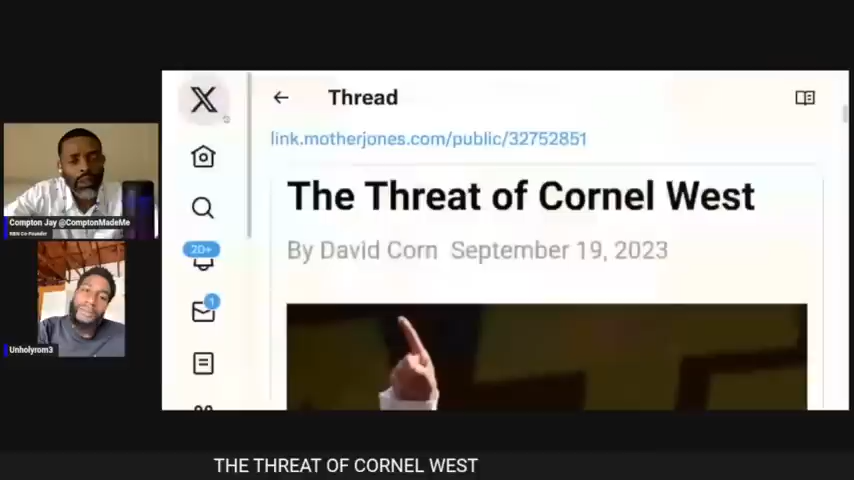 Thread
link.motherjones.com/public/32752851
The Threat of Cornel West
By David Corn September 19, 2023
20+
1
Compton Jay @ComptonMadeMe
Unholyrom3
THE THREAT OF CORNEL WEST